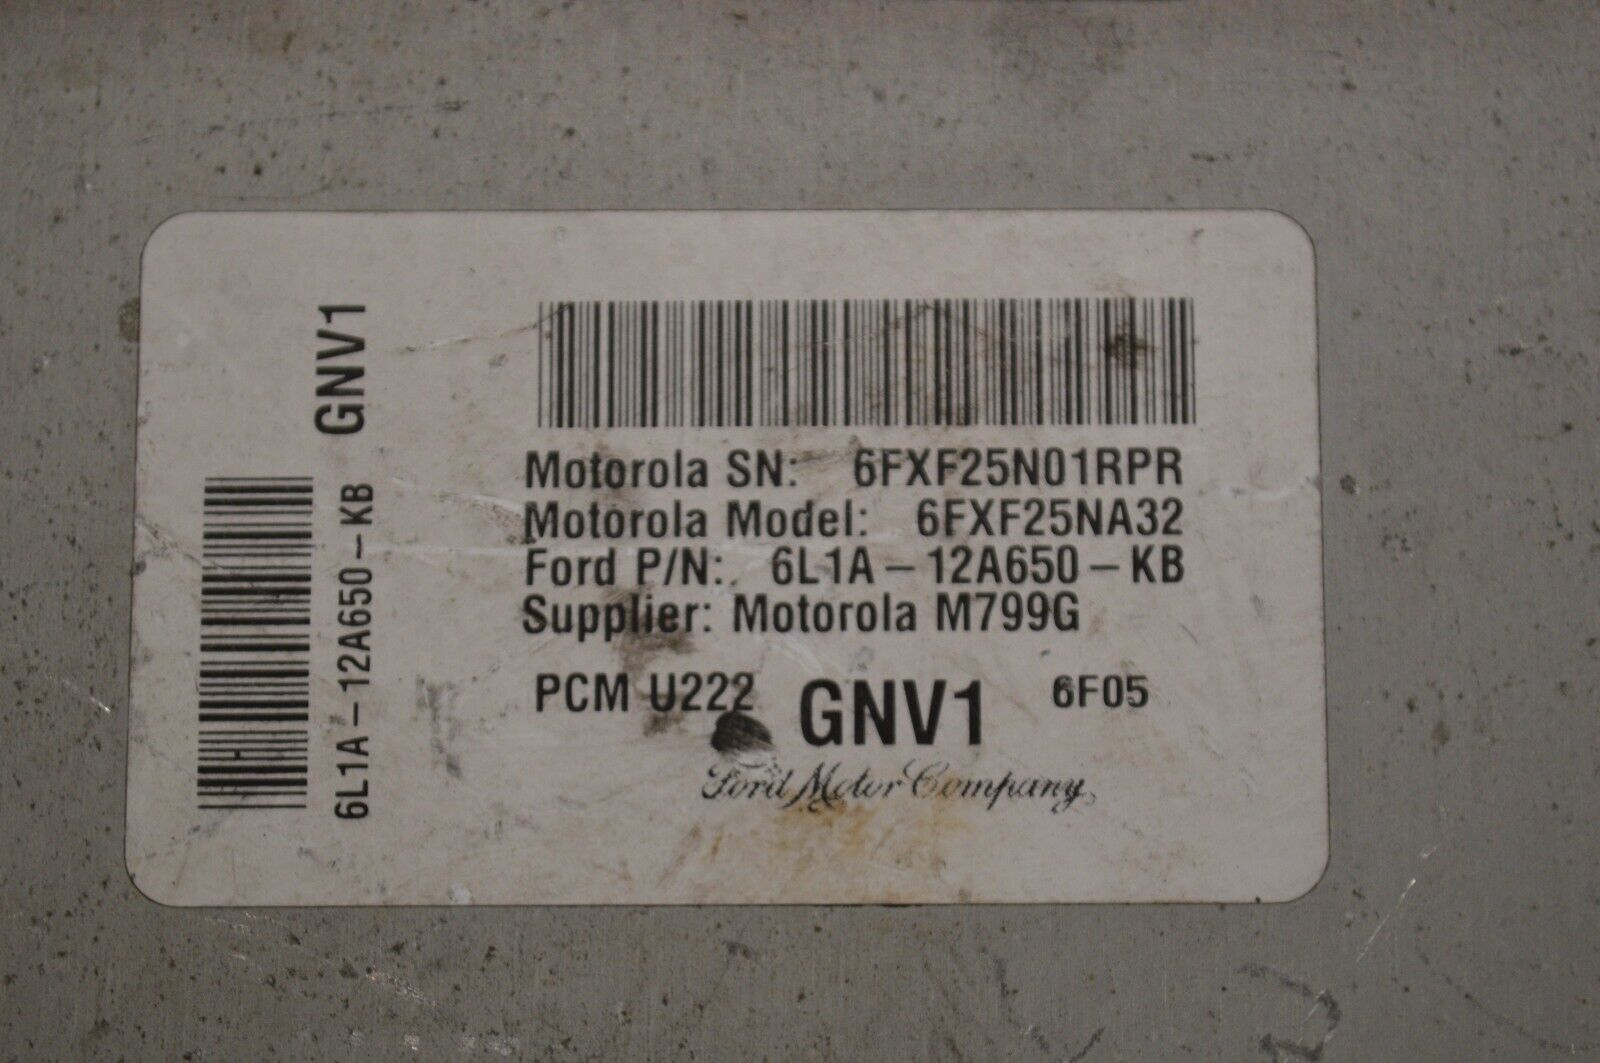 GNV1
6L1A-12A650-KB
Motorola SN: 6FXF25N01RPR
Motorola Model: 6FXF25NA32
Ford P/N: 6L1A-12A650-KB
Supplier: Motorola M799G
PCM U222 GNV1 6F05
Ford Motor Company